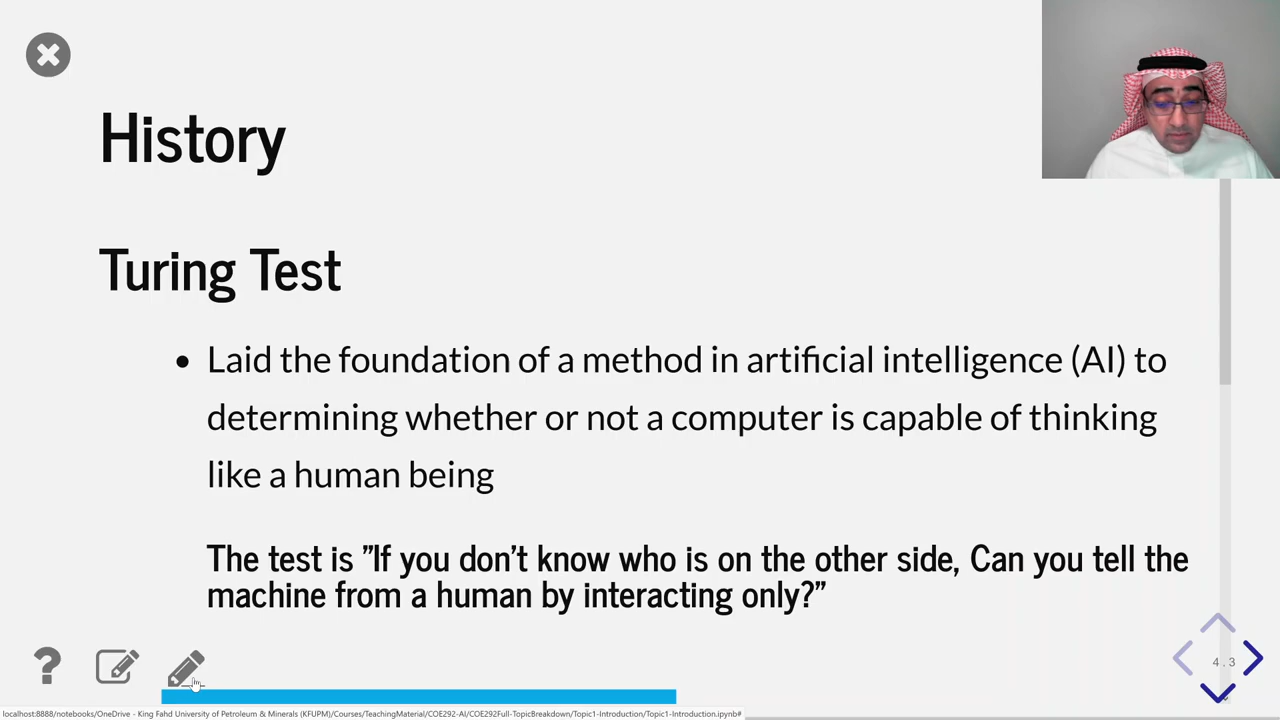 History
Turing Test
• Laid the foundation of a method in artificial intelligence (AI) to
determining whether or not a computer is capable of thinking
like a human being
The test is "If you don't know who is on the other side, Can you tell the
machine from a human by interacting only?"
?
4.3
localhost:8888/notebooks/OneDrive - King Fahd University of Petroleum & Minerals (KFUPM)/Courses/TeachingMaterial/COE292-AI/COE292Full-TopicBreakdown/Topic1-Introduction/Topic1-Introduction.ipynb#